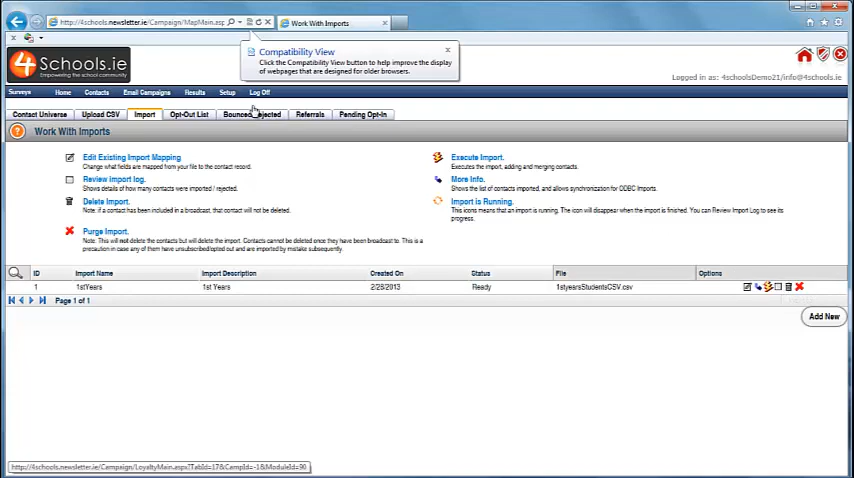 http://4schools.newsletter.ie/Campaign/MapMain.asp
Work With Imports
Compatibility View
Click the Compatibility View button to help improve the display
of webpages that are designed for older browsers.
4Schools.ie
Empowering the school community
Logged in as: 4schoolsDemo21/info@4schools.ie
Surveys Home Contacts Email Campaigns Results Setup Log Off
Contact Universe Upload CSV Import Opt-Out List Bounced/Rejected Referrals Pending Opt-In
Work With Imports
Edit Existing Import Mapping
Change what fields are mapped from your file to the contact record.
Execute Import.
Executes the import, adding and merging contacts.
Review import log.
Shows details of how many contacts were imported / rejected.
More Info.
Shows the list of contacts imported, and allows synchronization for ODBC Imports.
Delete Import.
Note: if a contact has been included in a broadcast, that contact will not be deleted.
Import is Running.
This icons means that an import is running. The icon will disappear when the import is finished. You can Review Import Log to see its
progress.
Purge Import.
Note: This will not delete the contacts but will delete the import. Contacts cannot be deleted once they have been broadcast to. This is a
precaution in case any of them have unsubscribed/opted out and are imported by mistake subsequently.
ID Import Name Import Description Created On Status File Options
1 1stYears 1st Years 2/28/2013 Ready 1styearsStudentsCSV.csv
Page 1 of 1
Add New
http://4schools.newsletter.ie/Campaign/LoyaltyMain.aspx?TabId=17&CampId=-1&ModuleId=90